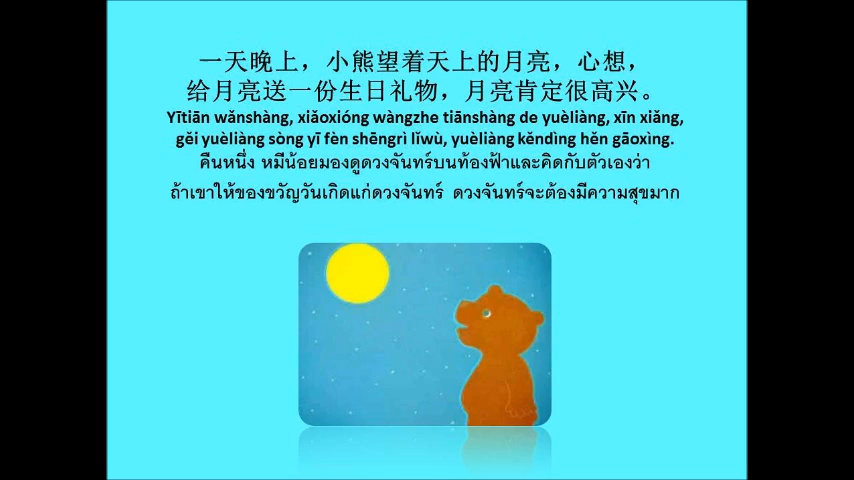 一天晚上，小熊望着天上的月亮，心想，
给月亮送一份生日礼物，月亮肯定很高兴。
Yītiān wǎnshàng, xiǎoxióng wàngzhe tiānshàng de yuèliàng, xīn xiǎng,
gěi yuèliàng sòng yī fèn shēngrì lǐwù, yuèliàng kěndìng hěn gāoxìng.
คืนหนึ่ง หมีน้อยมองดูดวงจันทร์บนท้องฟ้าและคิดกับตัวเองว่า
ถ้าเขาให้ของขวัญวันเกิดแก่ดวงจันทร์ ดวงจันทร์จะต้องมีความสุขมาก